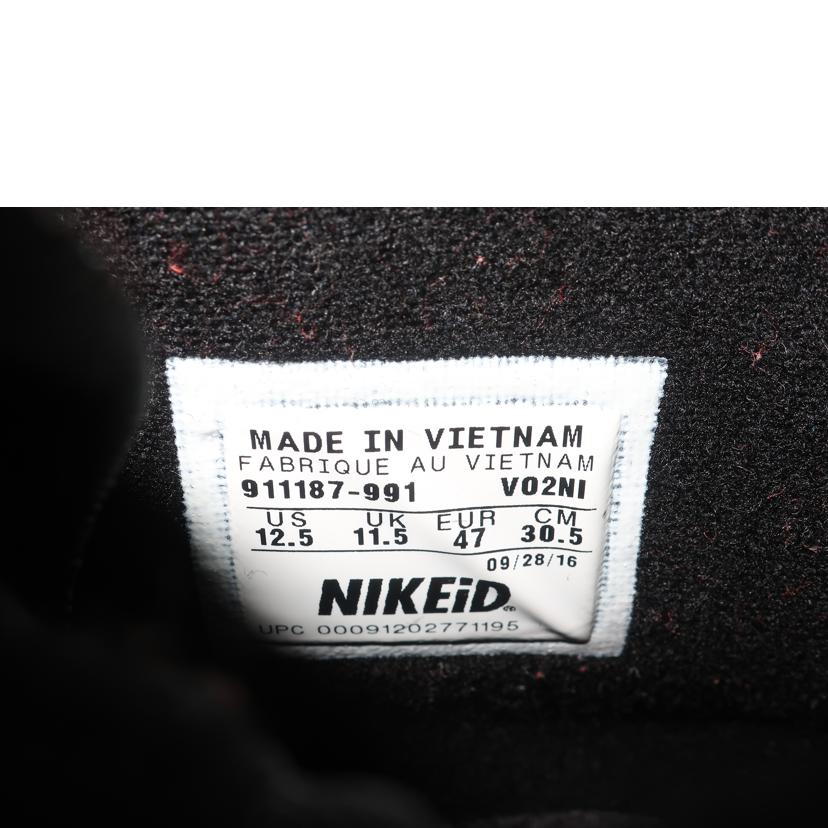 MADE IN VIETNAM
FABRIQUE AU VIETNAM
911187-991 V02NI
US UK EUR CM
12.5 11.5 47 30.5
09/28/16
NIKEiD
UPC 00091202771195